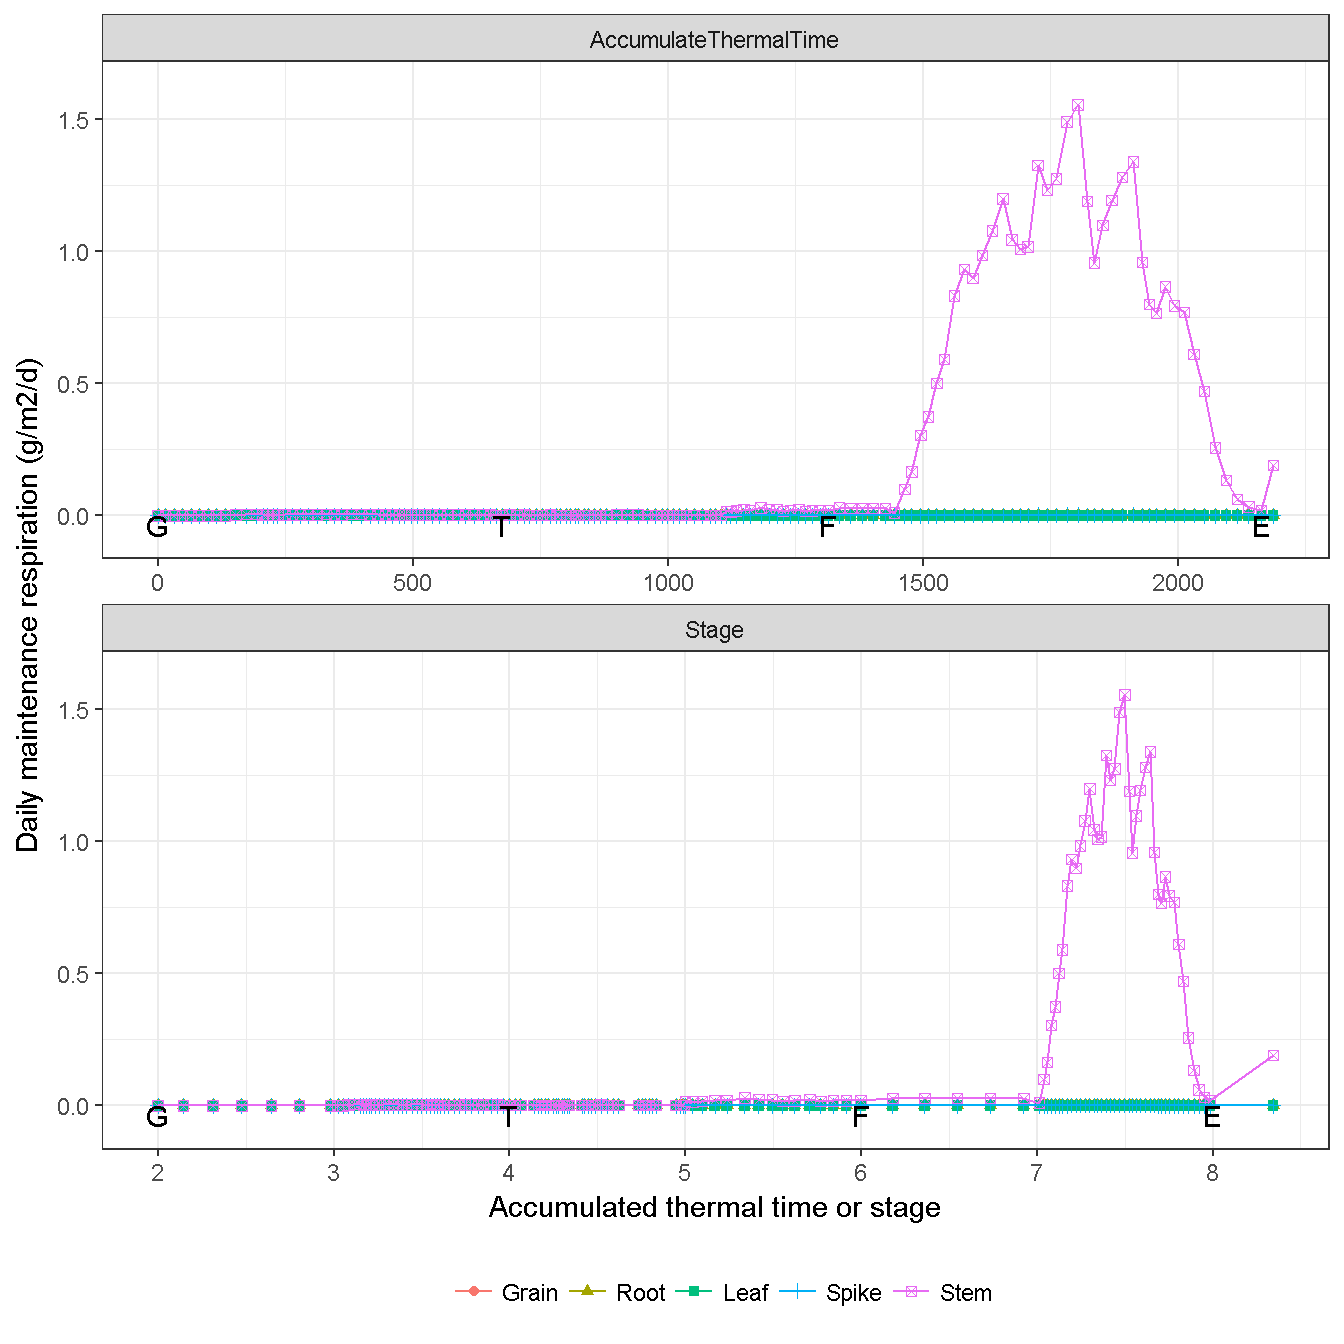 AccumulateThermalTime
1.5
1.0
0.5
0.0
G T F E
0 500 1000 1500 2000
Stage
1.5
1.0
0.5
0.0
G T F E
2 3 4 5 6 7 8
Daily maintenance respiration (g/m2/d)
Accumulated thermal time or stage
Grain Root Leaf Spike Stem